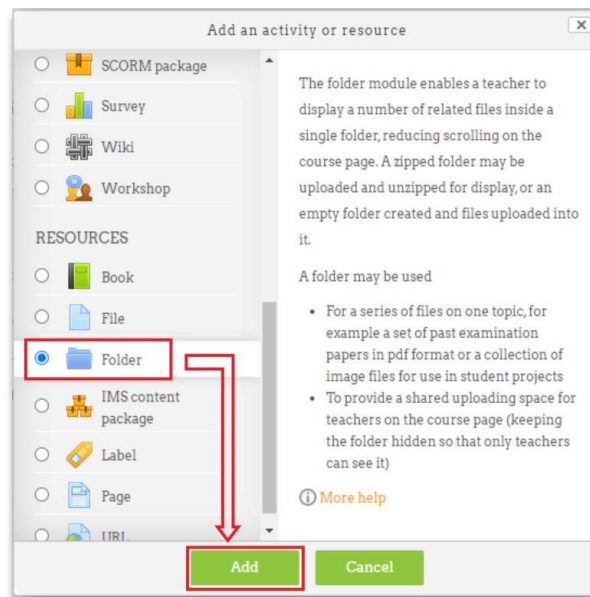 Add an activity or resource
SCORM package
Survey
Wiki
Workshop
RESOURCES
Book
File
Folder
IMS content
package
Label
Page
URL
The folder module enables a teacher to
display a number of related files inside a
single folder, reducing scrolling on the
course page. A zipped folder may be
uploaded and unzipped for display, or an
empty folder created and files uploaded into
it.
A folder may be used
• For a series of files on one topic, for
example a set of past examination
papers in pdf format or a collection of
image files for use in student projects
• To provide a shared uploading space for
teachers on the course page (keeping
the folder hidden so that only teachers
can see it)
More help
Add
Cancel